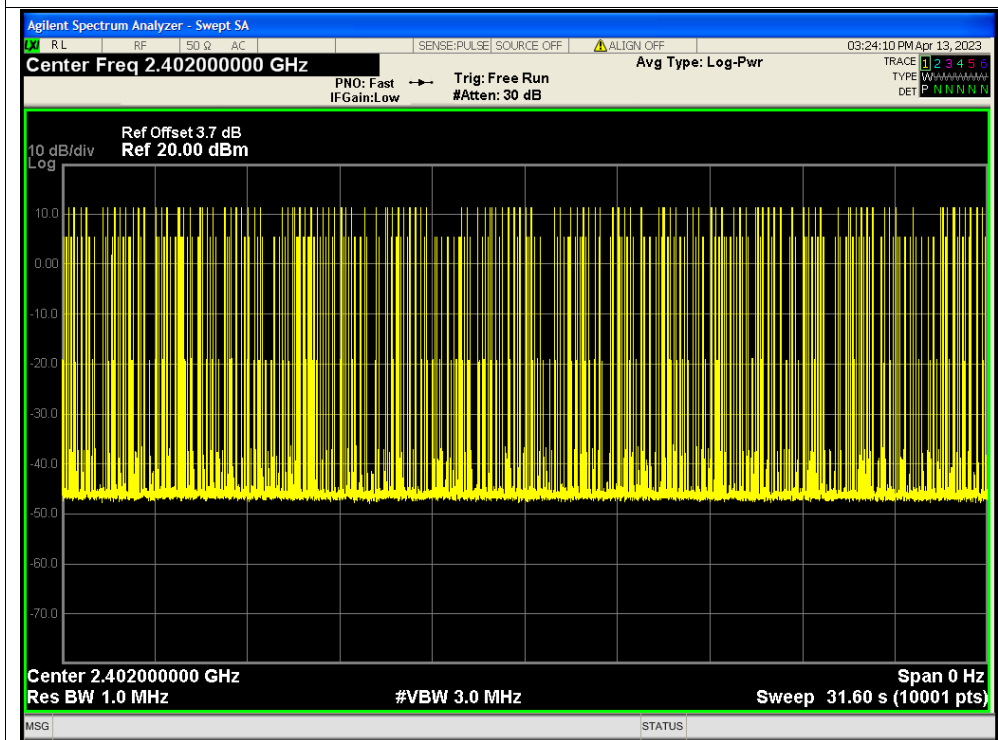 Agilent Spectrum Analyzer - Swept SA
LXI RL RF 50 Ω AC SENSE:PULSE SOURCE OFF ALIGN OFF 03:24:10 PM Apr 13, 2023
Center Freq 2.402000000 GHz Avg Type: Log-Pwr TRACE 1 2 3 4 5 6
PNO: Fast Trig: Free Run TYPE WWWWWW
IFGain:Low #Atten: 30 dB DET P N N N N N
Ref Offset 3.7 dB
10 dB/div Ref 20.00 dBm
Log
10.0
0.00
-10.0
-20.0
-30.0
-40.0
-50.0
-60.0
-70.0
Center 2.402000000 GHz Span 0 Hz
Res BW 1.0 MHz #VBW 3.0 MHz Sweep 31.60 s (10001 pts)
MSG STATUS